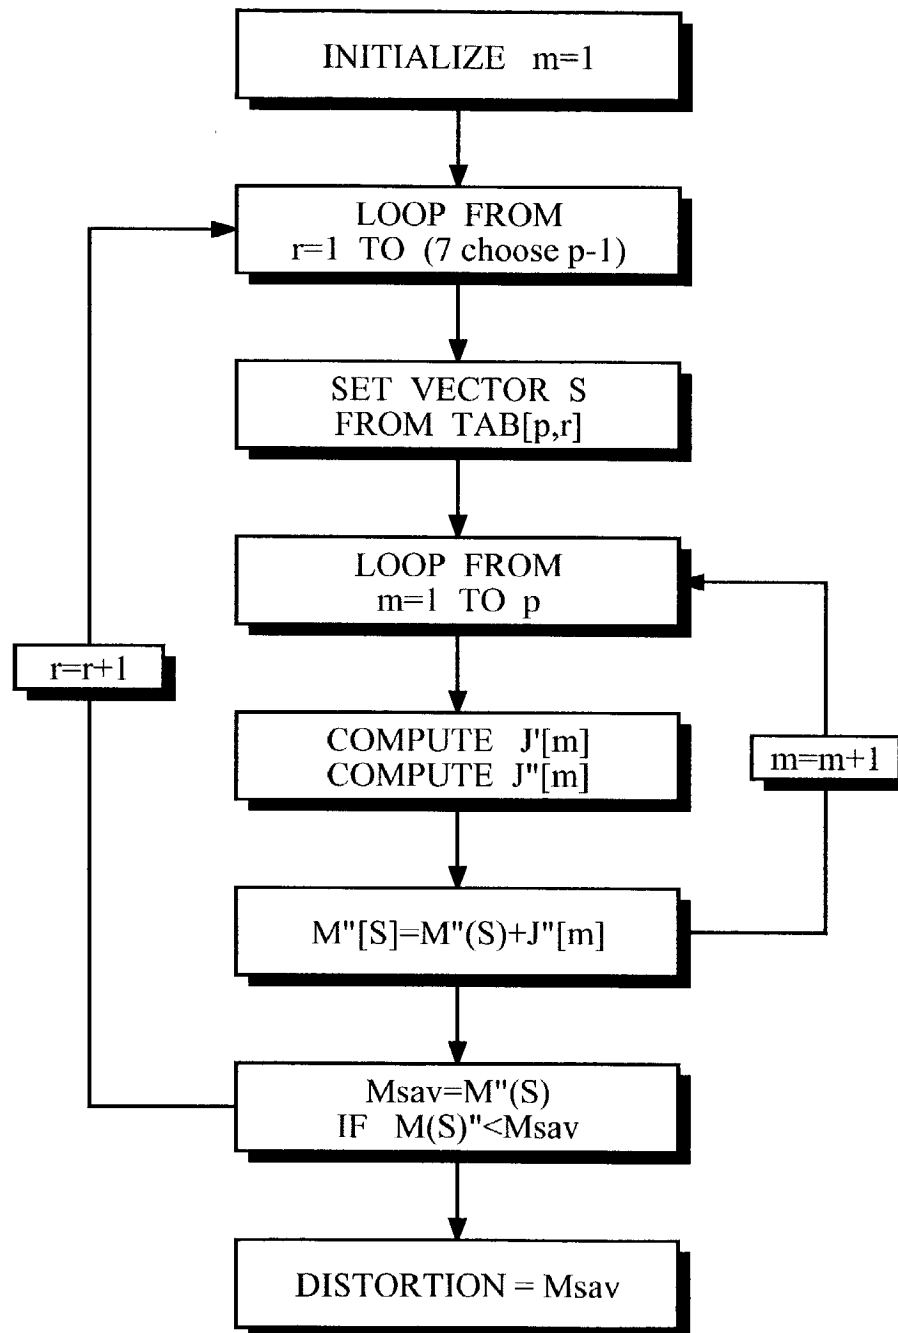 INITIALIZE m=1
LOOP FROM
r=1 TO (7 choose p-1)
SET VECTOR S
FROM TAB[p,r]
LOOP FROM
m=1 TO p
r=r+1
COMPUTE J'[m]
COMPUTE J"[m]
m=m+1
M"[S]=M"(S)+J"[m]
Msav=M"(S)
IF M(S)"<Msav
DISTORTION = Msav